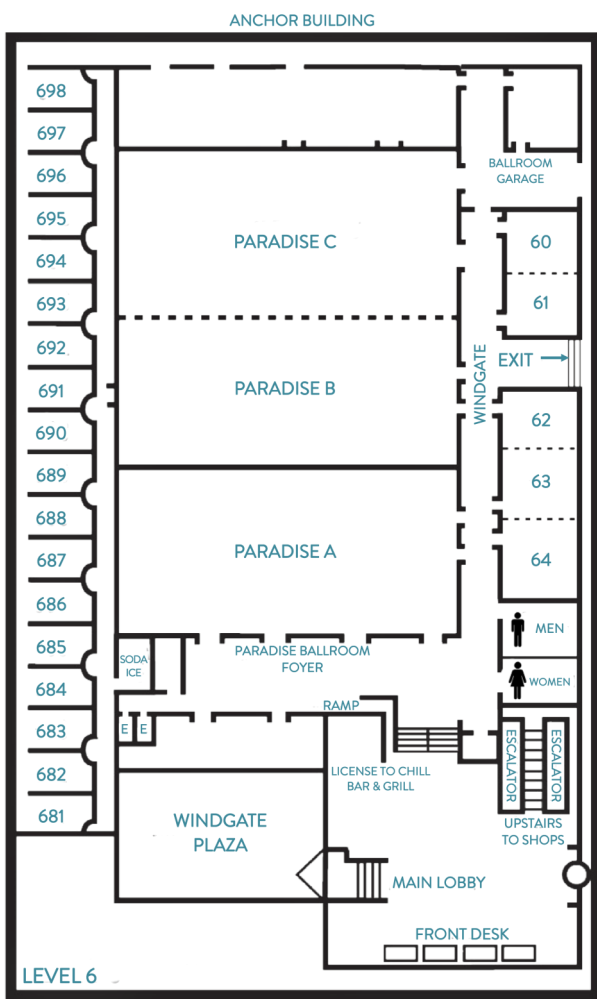 ANCHOR BUILDING
698
697
696
695
694
693
692
691
690
689
688
687
686
685
684
683
682
681
PARADISE C
PARADISE B
PARADISE A
BALLROOM
GARAGE
60
61
WINDGATE
EXIT
62
63
64
MEN
WOMEN
SODA
ICE
PARADISE BALLROOM
FOYER
E
E
RAMP
LICENSE TO CHILL
BAR & GRILL
ESCALATOR
ESCALATOR
UPSTAIRS
TO SHOPS
WINDGATE
PLAZA
MAIN LOBBY
FRONT DESK
LEVEL 6